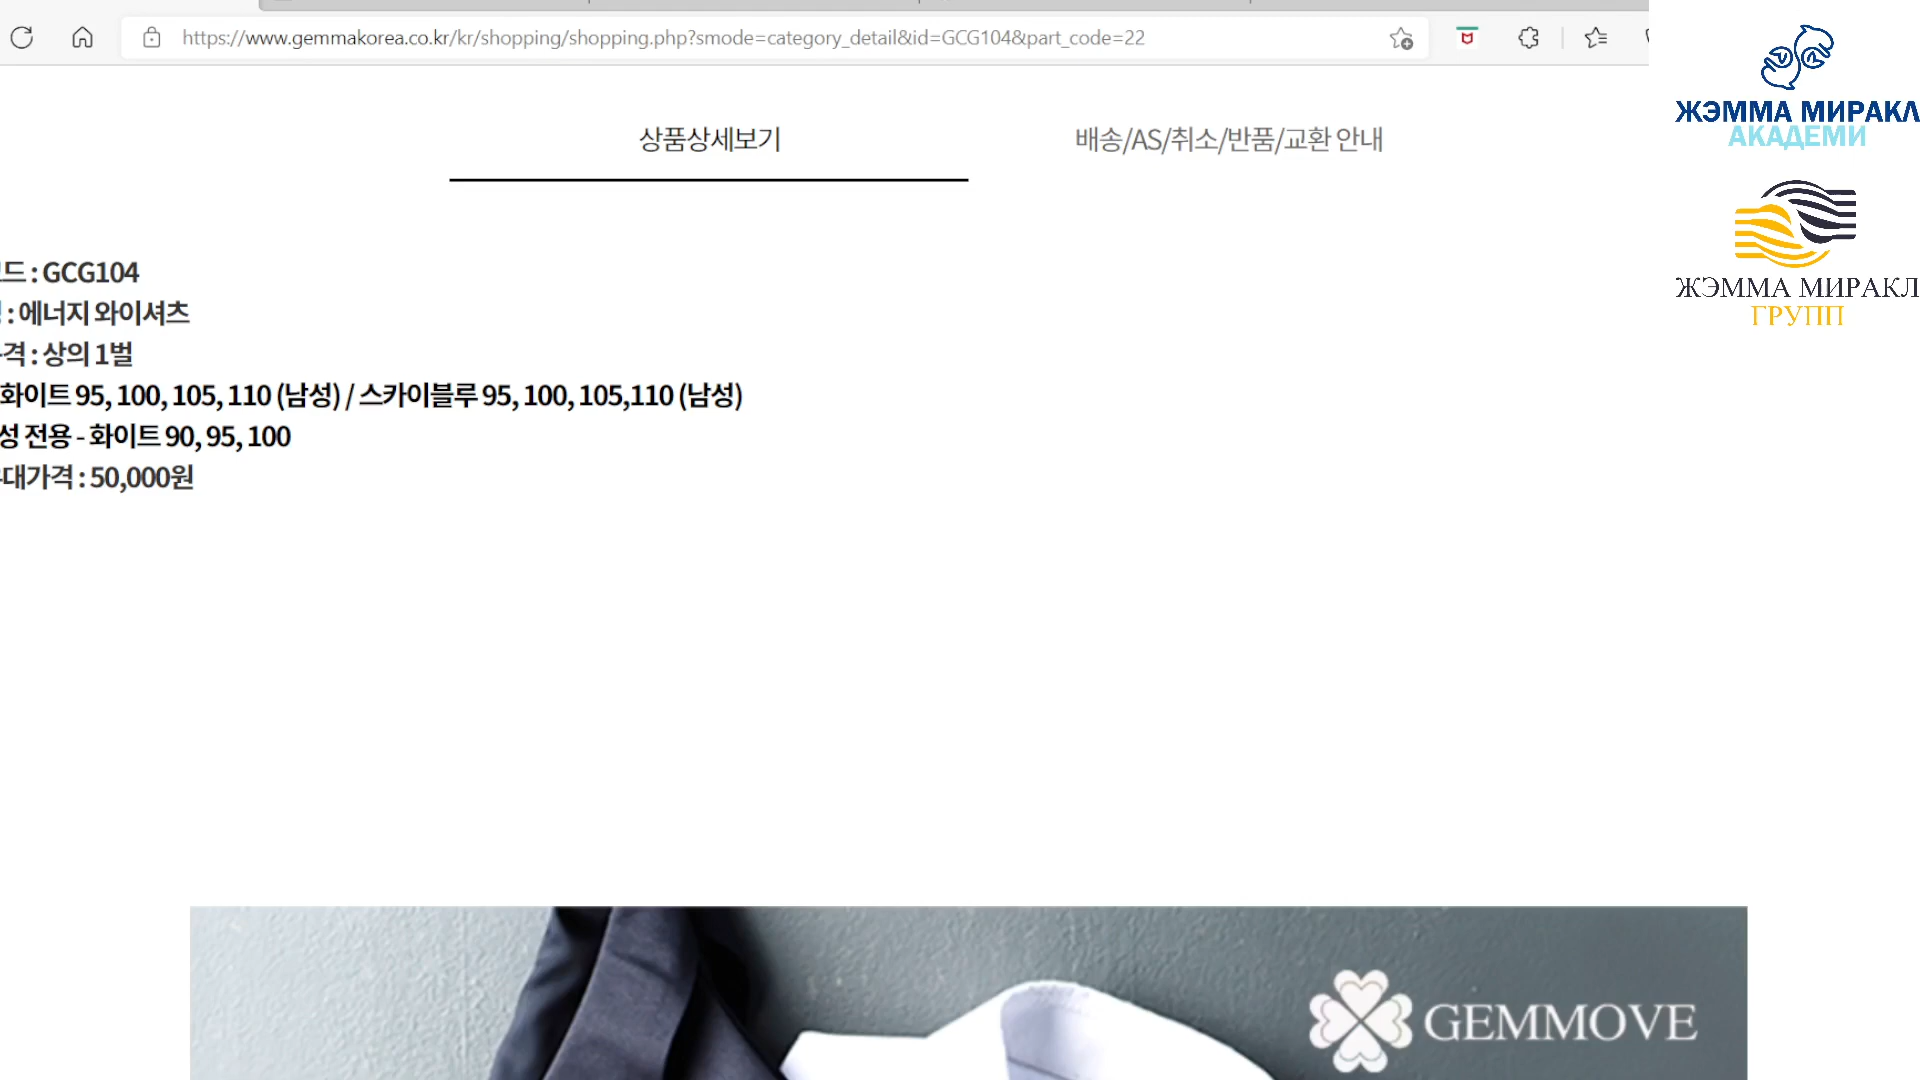 https://www.gemmakorea.co.kr/kr/shopping/shopping.php?smode=category_detail&id=GCG104&part_code=22
ЖЭММА МИРАКЛ
АКАДЕМИ
상품상세보기
배송/AS/취소/반품/교환 안내
ЖЭММА МИРАКЛ
ГРУПП
드 : GCG104
: 에너지 와이셔츠
격 : 상의 1벌
화이트 95, 100, 105, 110 (남성) / 스카이블루 95, 100, 105,110 (남성)
성 전용 - 화이트 90, 95, 100
대가격 : 50,000원
GEMMOVE